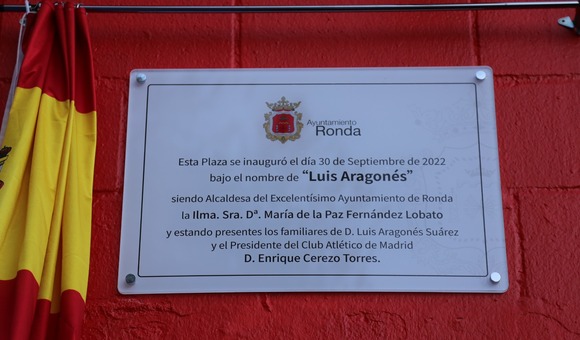 Ayuntamiento
Ronda
Esta Plaza se inauguró el día 30 de Septiembre de 2022
bajo el nombre de “Luis Aragonés”
siendo Alcaldesa del Excelentísimo Ayuntamiento de Ronda
la Ilma. Sra. Dª. María de la Paz Fernández Lobato
y estando presentes los familiares de D. Luis Aragonés Suárez
y el Presidente del Club Atlético de Madrid
D. Enrique Cerezo Torres.